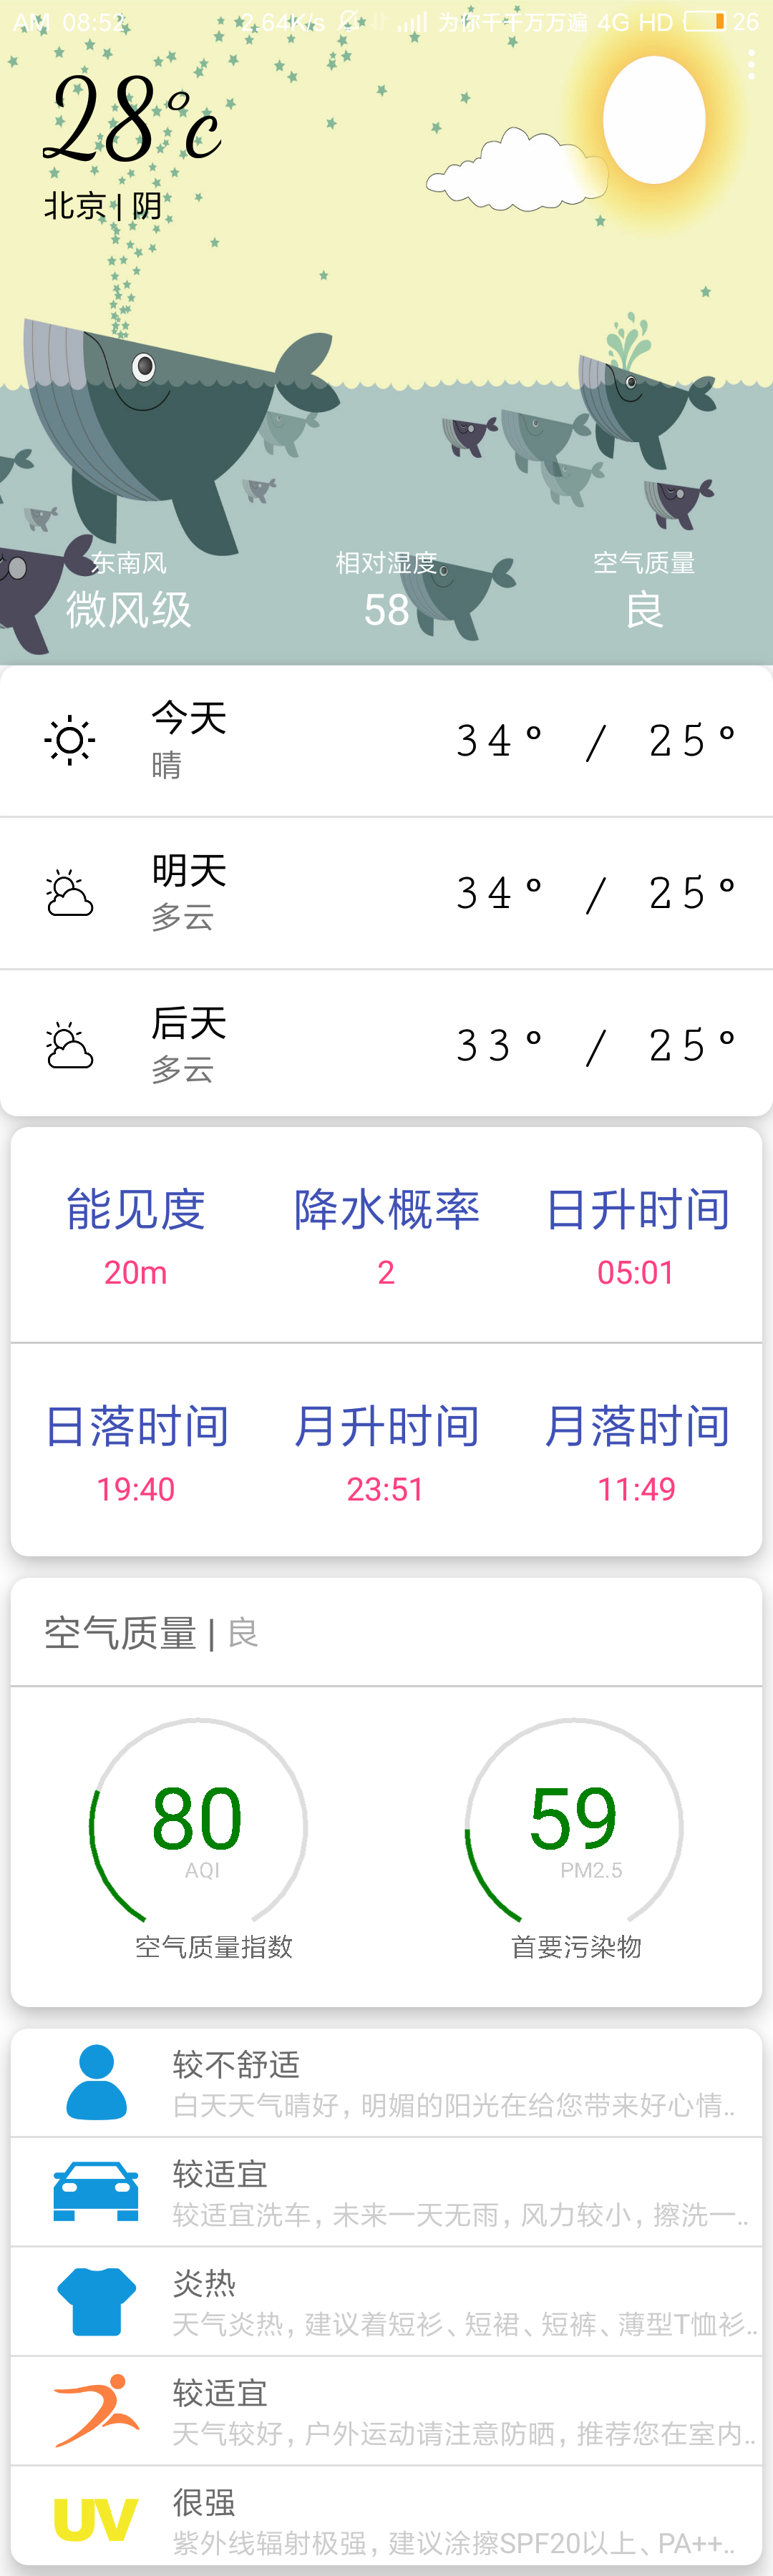 AM 08:52 2.64K/s 为你千千万万遍 4G HD 26
28°c
北京 | 阴
东南风 相对湿度 空气质量
微风级 58 良
今天 34° / 25°
晴
明天 34° / 25°
多云
后天 33° / 25°
多云
能见度 降水概率 日升时间
20m 2 05:01
日落时间 月升时间 月落时间
19:40 23:51 11:49
空气质量 | 良
80 59
AQI PM2.5
空气质量指数 首要污染物
较不舒适
白天天气晴好，明媚的阳光在给您带来好心情..
较适宜
较适宜洗车，未来一天无雨，风力较小，擦洗一..
炎热
天气炎热，建议着短衫、短裙、短裤、薄型T恤衫..
较适宜
天气较好，户外运动请注意防晒，推荐您在室内..
UV 很强
紫外线辐射极强，建议涂擦SPF20以上、PA++..